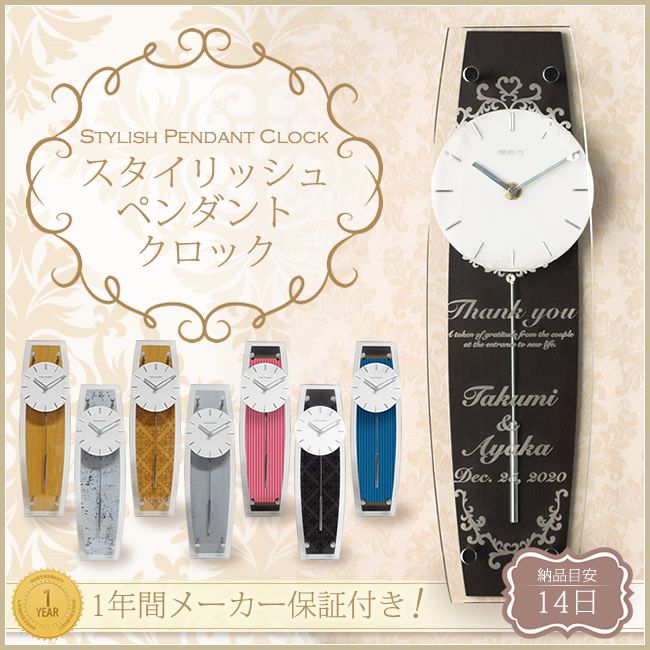 STYLISH PENDANT CLOCK
スタイリッシュ
ペンダント
クロック
Thank you
A token of gratitude from the couple
at the entrance to new life.
Takumi
&
Ayaka
Dec. 25, 2020
1
YEAR
1年間メーカー保証付き!
納品目安
14日